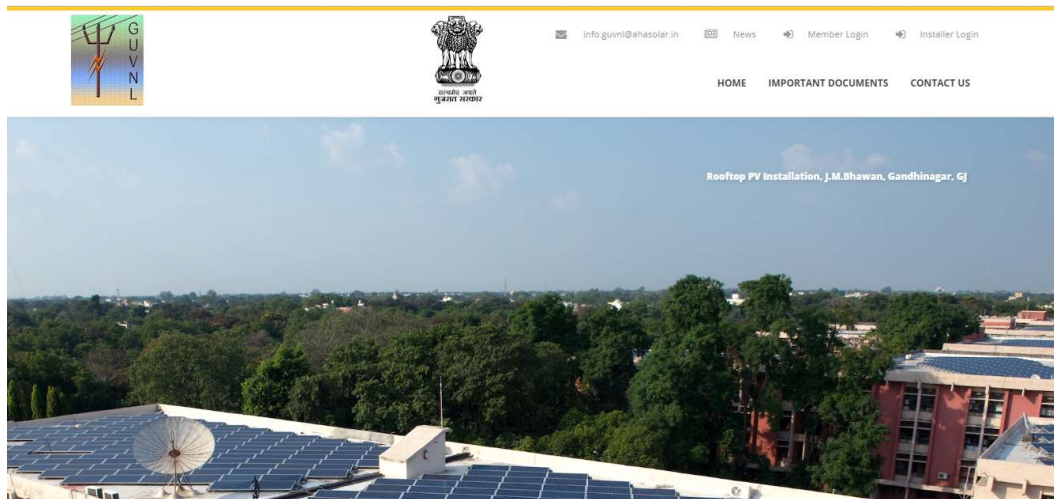 GUVNL
सत्यमेव जयते
गुजरात सरकार
info.guvnl@ahasolar.in News Member Login Installer Login
HOME IMPORTANT DOCUMENTS CONTACT US
Rooftop PV Installation, J.M.Bhawan, Gandhinagar, GJ